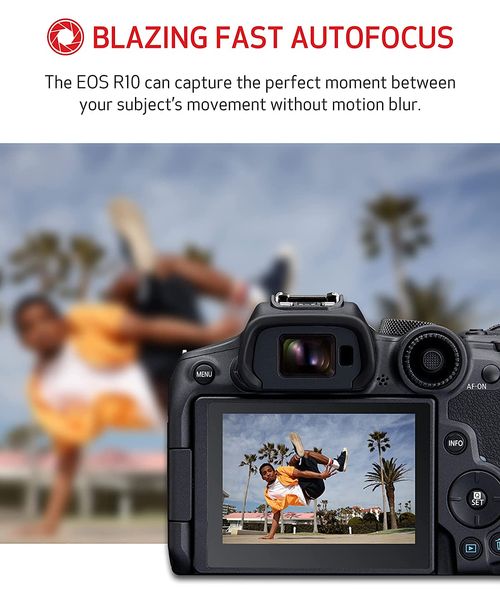 BLAZING FAST AUTOFOCUS
The EOS R10 can capture the perfect moment between
your subject's movement without motion blur.
MENU
AF-ON
INFO
Q
SET